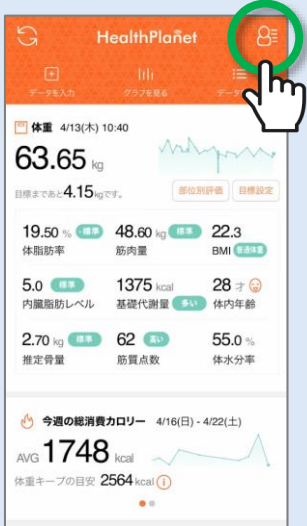 HealthPlanet
データを入力 グラフを見る データ
体重 4/13(木) 10:40
63.65 kg
目標まであと4.15kgです。 部位別評価 目標設定
19.50 % -標準 48.60 kg 標準 22.3
体脂肪率 筋肉量 BMI 普通体重
5.0 標準 1375 kcal 28 才
内臓脂肪レベル 基礎代謝量 多い 体内年齢
2.70 kg 標準 62 高い 55.0 %
推定骨量 筋質点数 体水分率
今週の総消費カロリー 4/16(日) - 4/22(土)
AVG 1748 kcal
体重キープの目安 2564 kcal